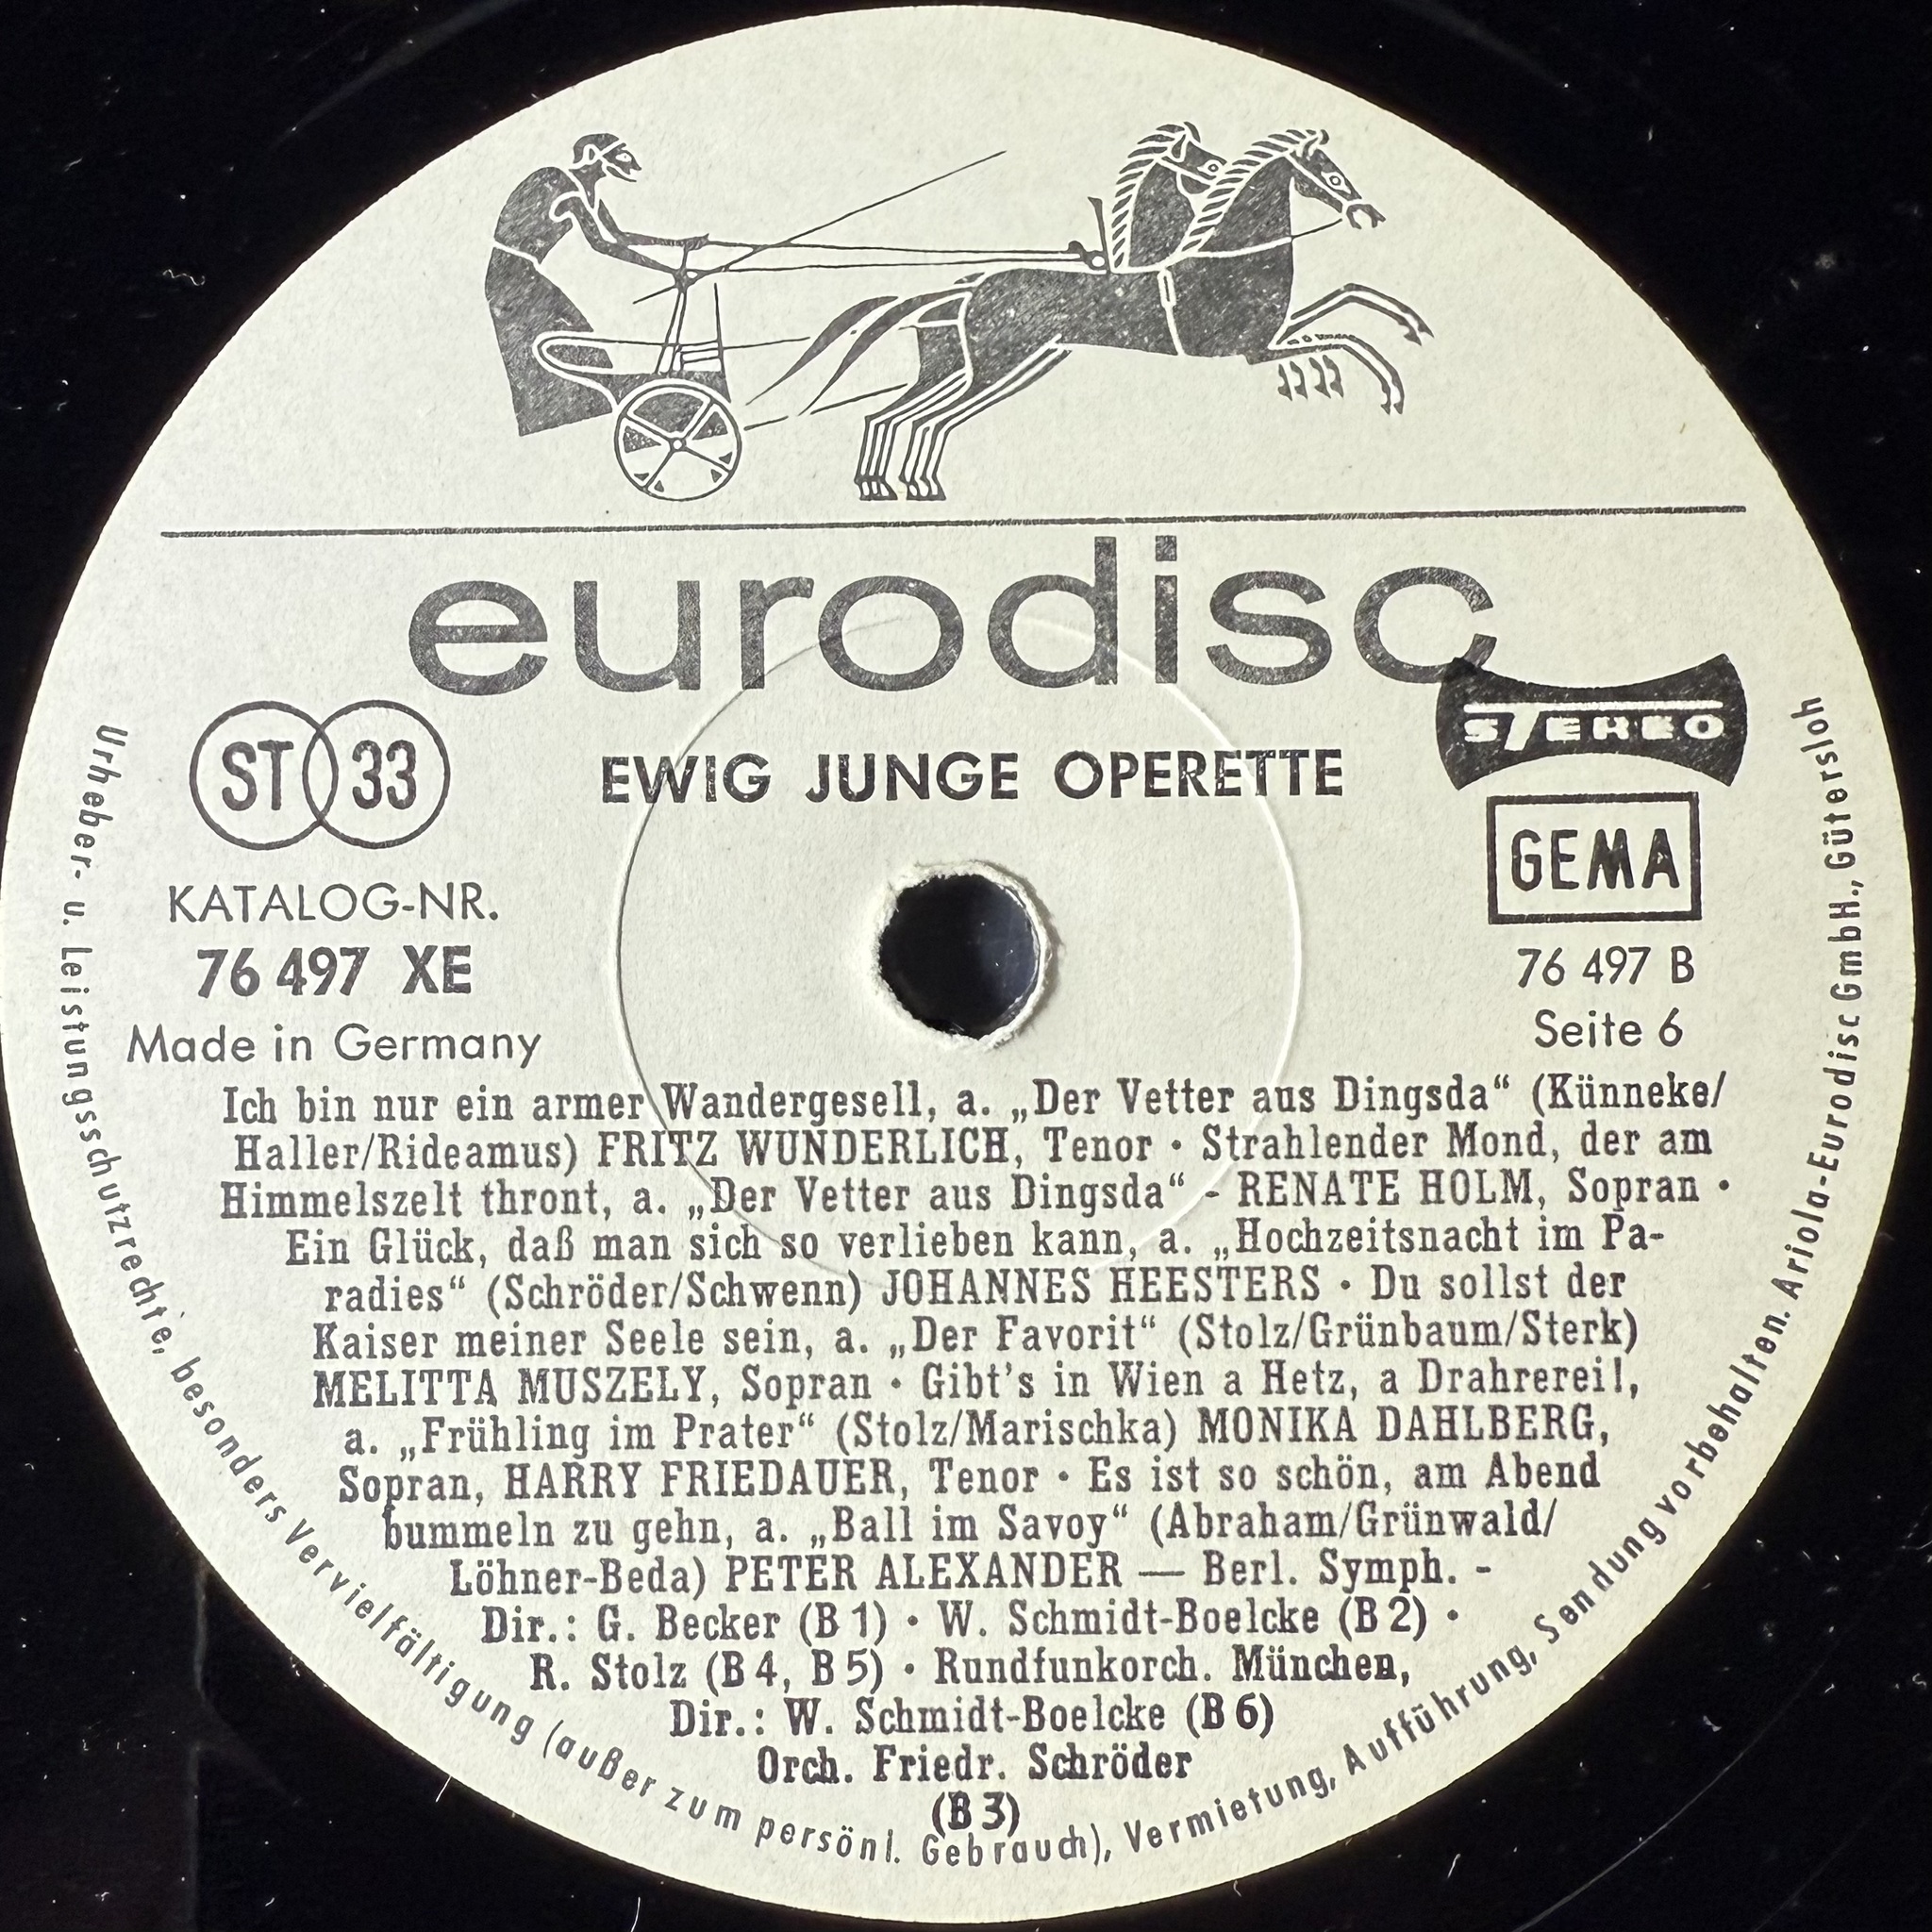 eurodisc
STEREO
ST 33
EWIG JUNGE OPERETTE
GEMA
KATALOG-NR.
76 497 XE
Made in Germany
76 497 B
Seite 6
Ich bin nur ein armer Wandergesell, a. „Der Vetter aus Dingsda“ (Künneke/
Haller/Rideamus) FRITZ WUNDERLICH, Tenor • Strahlender Mond, der am
Himmelszelt thront, a. „Der Vetter aus Dingsda“ - RENATE HOLM, Sopran •
Ein Glück, daß man sich so verlieben kann, a. „Hochzeitsnacht im Pa-
radies“ (Schröder/Schwenn) JOHANNES HEESTERS • Du sollst der
Kaiser meiner Seele sein, a. „Der Favorit“ (Stolz/Grünbaum/Sterk)
MELITTA MUSZELY, Sopran • Gibt's in Wien a Hetz, a Drahrerei!,
a. „Frühling im Prater“ (Stolz/Marischka) MONIKA DAHLBERG,
Sopran, HARRY FRIEDAUER, Tenor • Es ist so schön, am Abend
bummeln zu gehn, a. „Ball im Savoy“ (Abraham/Grünwald/
Löhner-Beda) PETER ALEXANDER — Berl. Symph. -
Dir.: G. Becker (B 1) • W. Schmidt-Boelcke (B 2) •
R. Stolz (B 4, B 5) • Rundfunkorch. München,
Dir.: W. Schmidt-Boelcke (B 6)
Orch. Friedr. Schröder
(B 3)
Urheber- u. Leistungsschutzrechte, besonders Vervielfältigung (außer zum persönl. Gebrauch), Vermietung, Aufführung, Sendung vorbehalten. Ariola-Eurodisc GmbH., Gütersloh